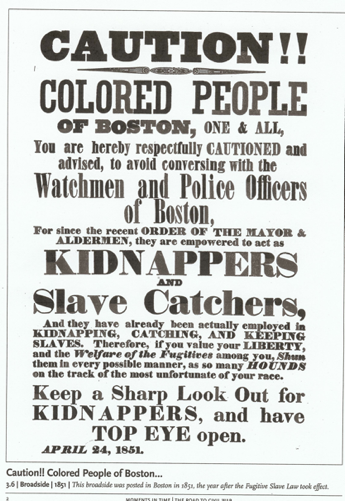 CAUTION!!
COLORED PEOPLE
OF BOSTON, ONE & ALL,
You are hereby respectfully CAUTIONED and
advised, to avoid conversing with the
Watchmen and Police Officers
of Boston,
For since the recent ORDER OF THE MAYOR &
ALDERMEN, they are empowered to act as
KIDNAPPERS
AND
Slave Catchers,
And they have already been actually employed in
KIDNAPPING, CATCHING, AND KEEPING
SLAVES. Therefore, if you value your LIBERTY,
and the Welfare of the Fugitives among you, Shun
them in every possible manner, as so many HOUNDS
on the track of the most unfortunate of your race.
Keep a Sharp Look Out for
KIDNAPPERS, and have
TOP EYE open.
APRIL 24, 1851.
Caution!! Colored People of Boston...
3.6 | Broadside | 1851 | This broadside was posted in Boston in 1851, the year after the Fugitive Slave Law took effect.
2 MOMENTS IN TIME | THE ROAD TO CIVIL WAR